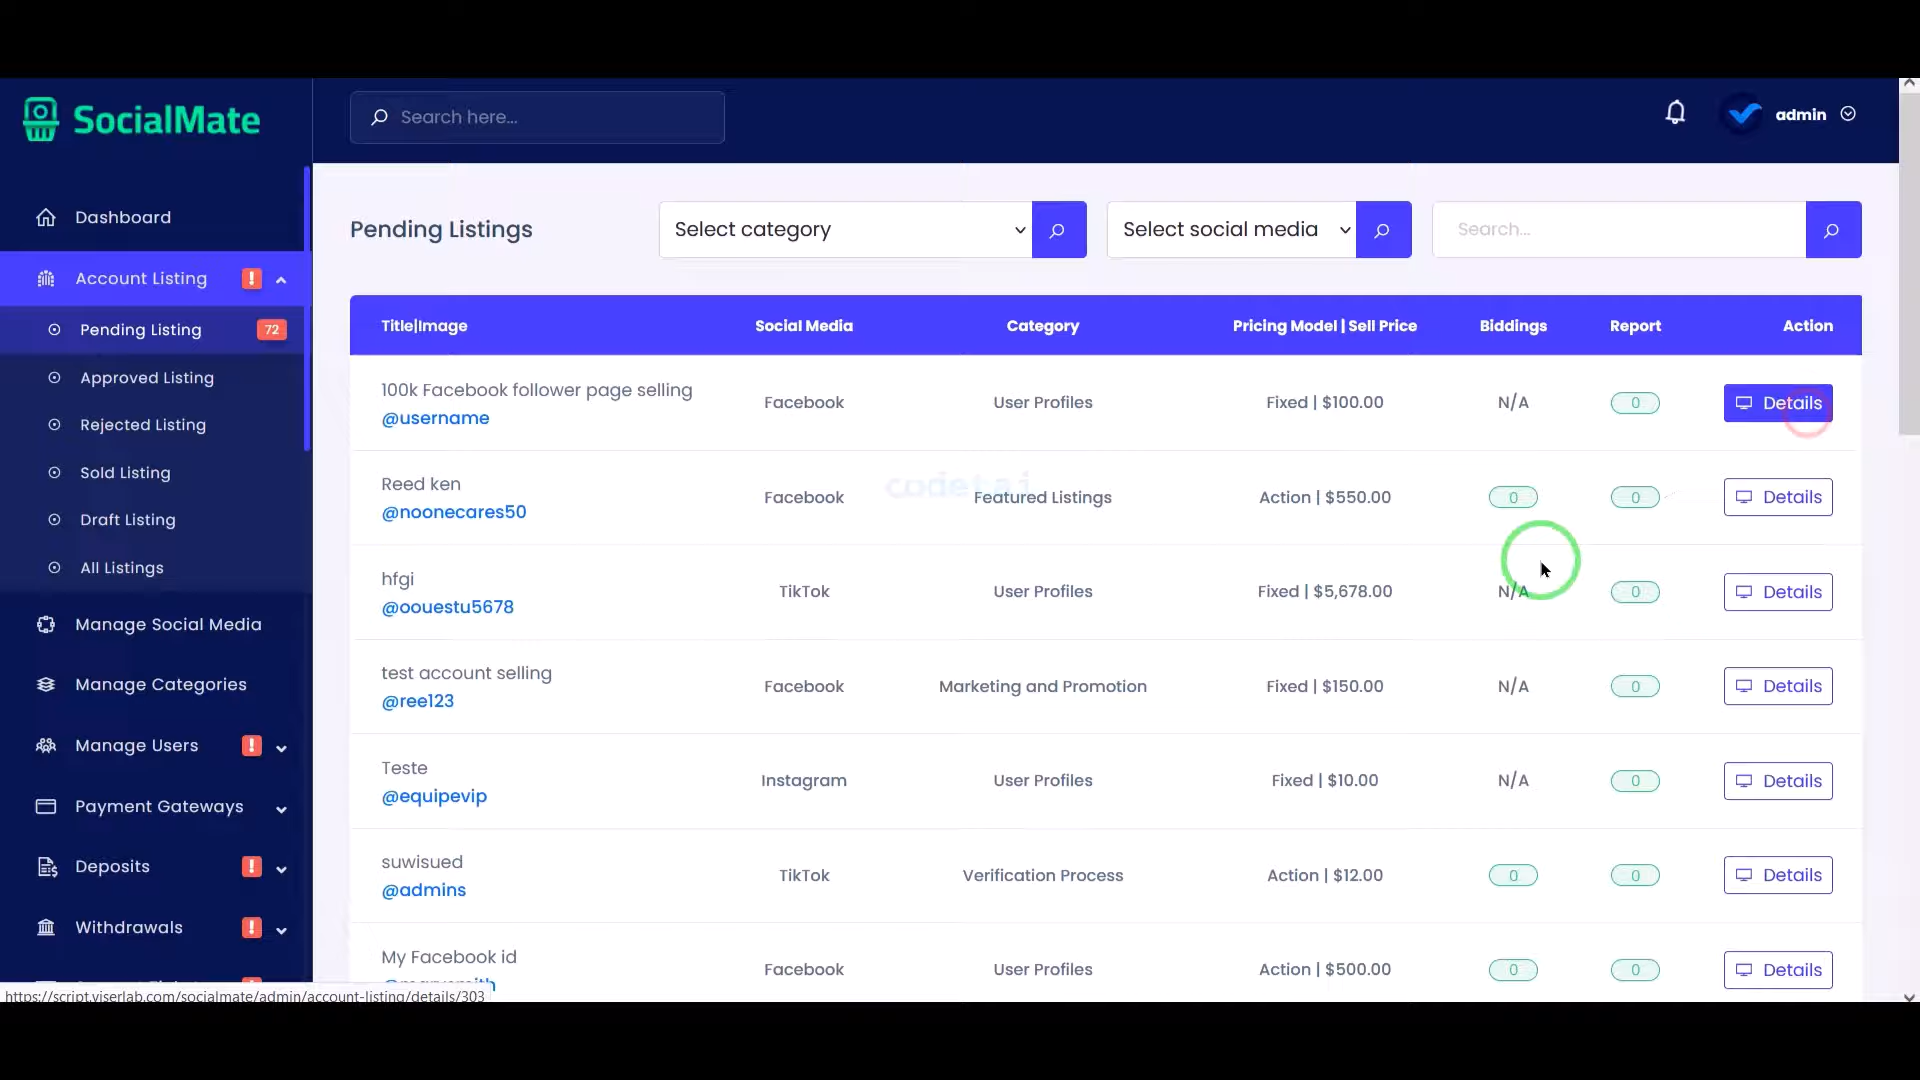 SocialMate
Search here...
admin
Dashboard
Account Listing !
Pending Listing 72
Approved Listing
Rejected Listing
Sold Listing
Draft Listing
All Listings
Manage Social Media
Manage Categories
Manage Users !
Payment Gateways
Deposits !
Withdrawals !
Pending Listings
Select category
Select social media
Search...
Title|Image Social Media Category Pricing Model | Sell Price Biddings Report Action
100k Facebook follower page selling
@username
Facebook User Profiles Fixed | $100.00 N/A 0 Details
Reed ken
@noonecares50
Facebook Featured Listings Action | $550.00 0 0 Details
hfgi
@oouestu5678
TikTok User Profiles Fixed | $5,678.00 N/A 0 Details
test account selling
@ree123
Facebook Marketing and Promotion Fixed | $150.00 N/A 0 Details
Teste
@equipevip
Instagram User Profiles Fixed | $10.00 N/A 0 Details
suwisued
@admins
TikTok Verification Process Action | $12.00 0 0 Details
My Facebook id
Facebook User Profiles Action | $500.00 0 0 Details
https://script.viserlab.com/socialmate/admin/account-listing/details/303